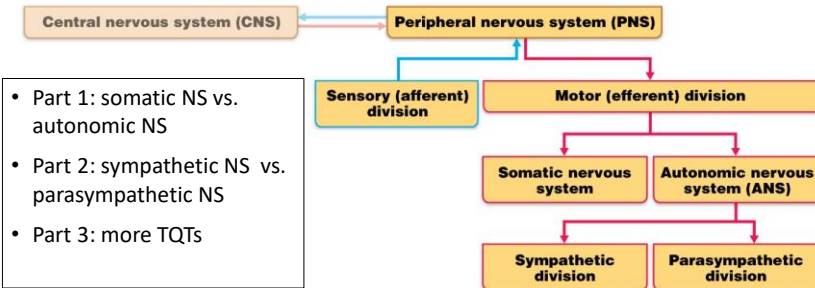 Central nervous system (CNS)
Peripheral nervous system (PNS)
• Part 1: somatic NS vs.
autonomic NS
• Part 2: sympathetic NS vs.
parasympathetic NS
• Part 3: more TQTs
Sensory (afferent)
division
Motor (efferent) division
Somatic nervous
system
Autonomic nervous
system (ANS)
Sympathetic
division
Parasympathetic
division